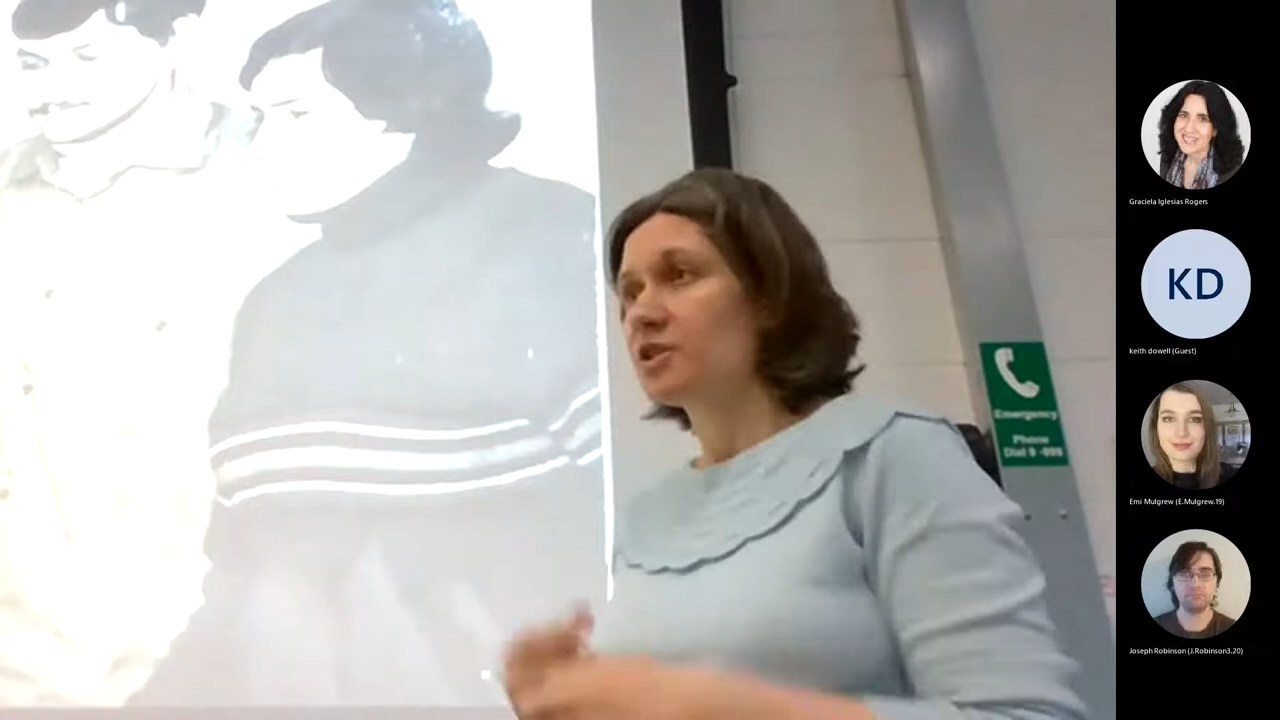 Graciela Iglesias Rogers
KD
keith dowell (Guest)
Emergency
Phone
Dial 9 -999
Emi Mulgrew (E.Mulgrew.19)
Joseph Robinson (J.Robinson3.20)